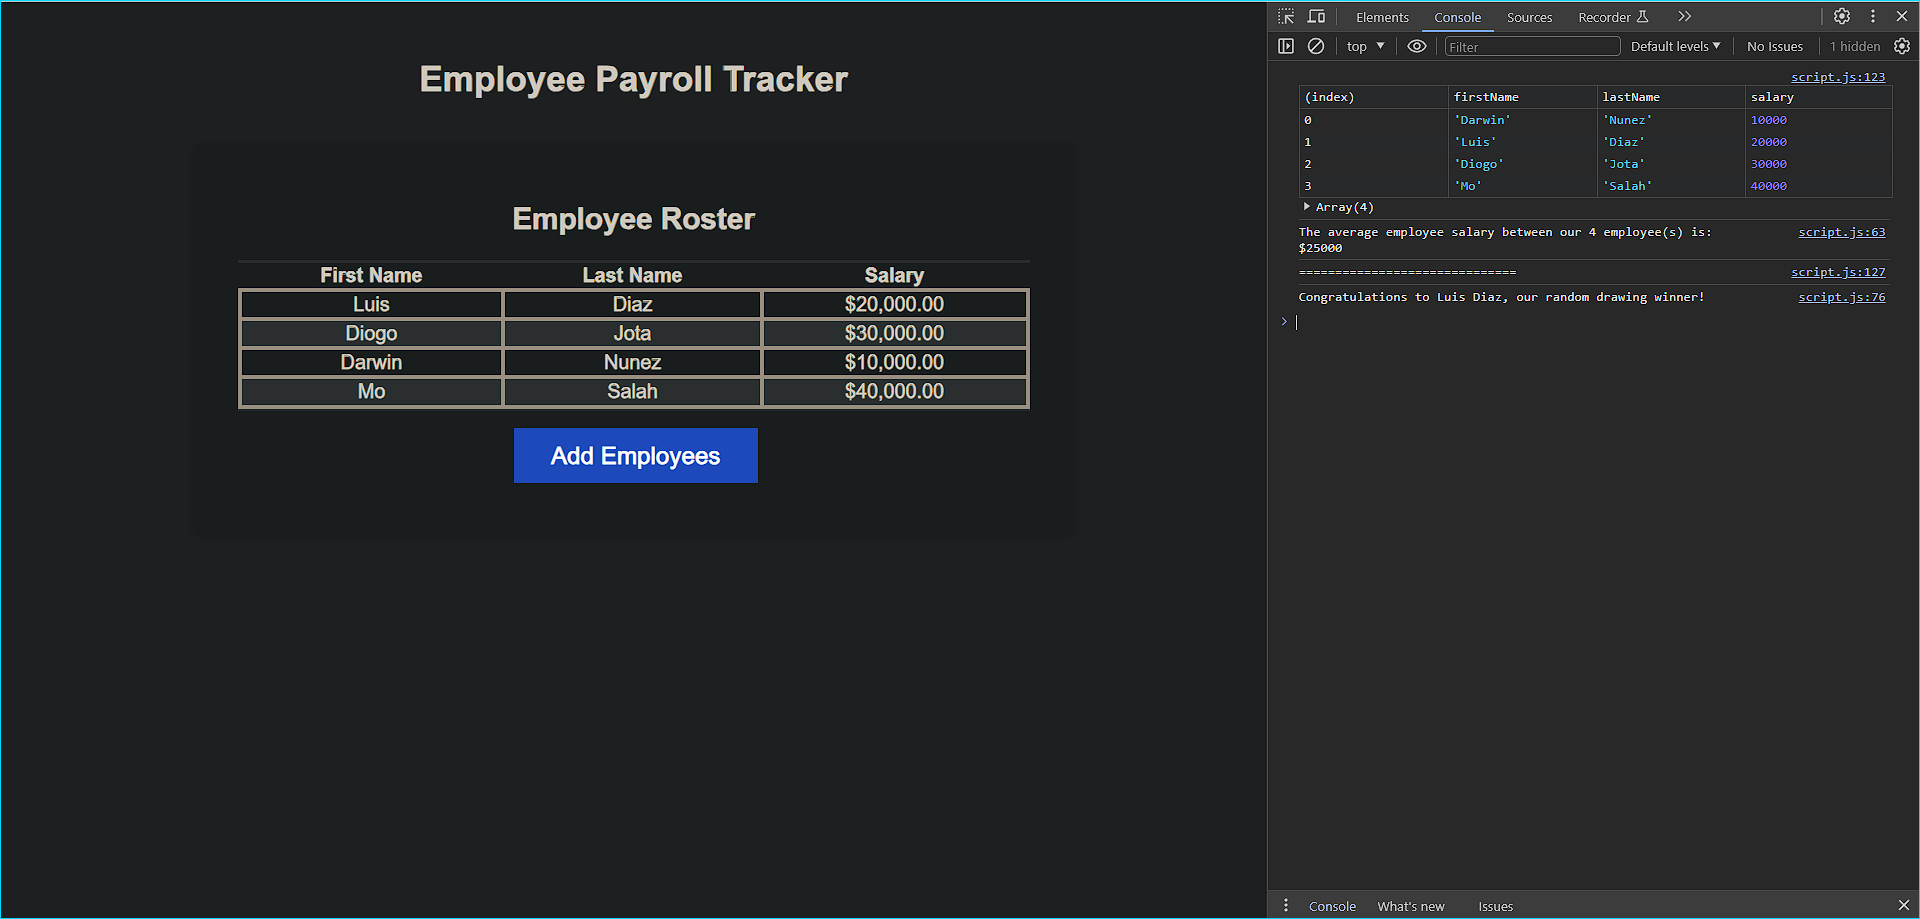 Employee Payroll Tracker
Employee Roster
First Name Last Name Salary
Luis Diaz $20,000.00
Diogo Jota $30,000.00
Darwin Nunez $10,000.00
Mo Salah $40,000.00
Add Employees
Elements Console Sources Recorder
top Filter Default levels No Issues 1 hidden
script.js:123
(index) firstName lastName salary
0 'Darwin' 'Nunez' 10000
1 'Luis' 'Diaz' 20000
2 'Diogo' 'Jota' 30000
3 'Mo' 'Salah' 40000
Array(4)
The average employee salary between our 4 employee(s) is: script.js:63
$25000
============================== script.js:127
Congratulations to Luis Diaz, our random drawing winner! script.js:76
Console What's new Issues